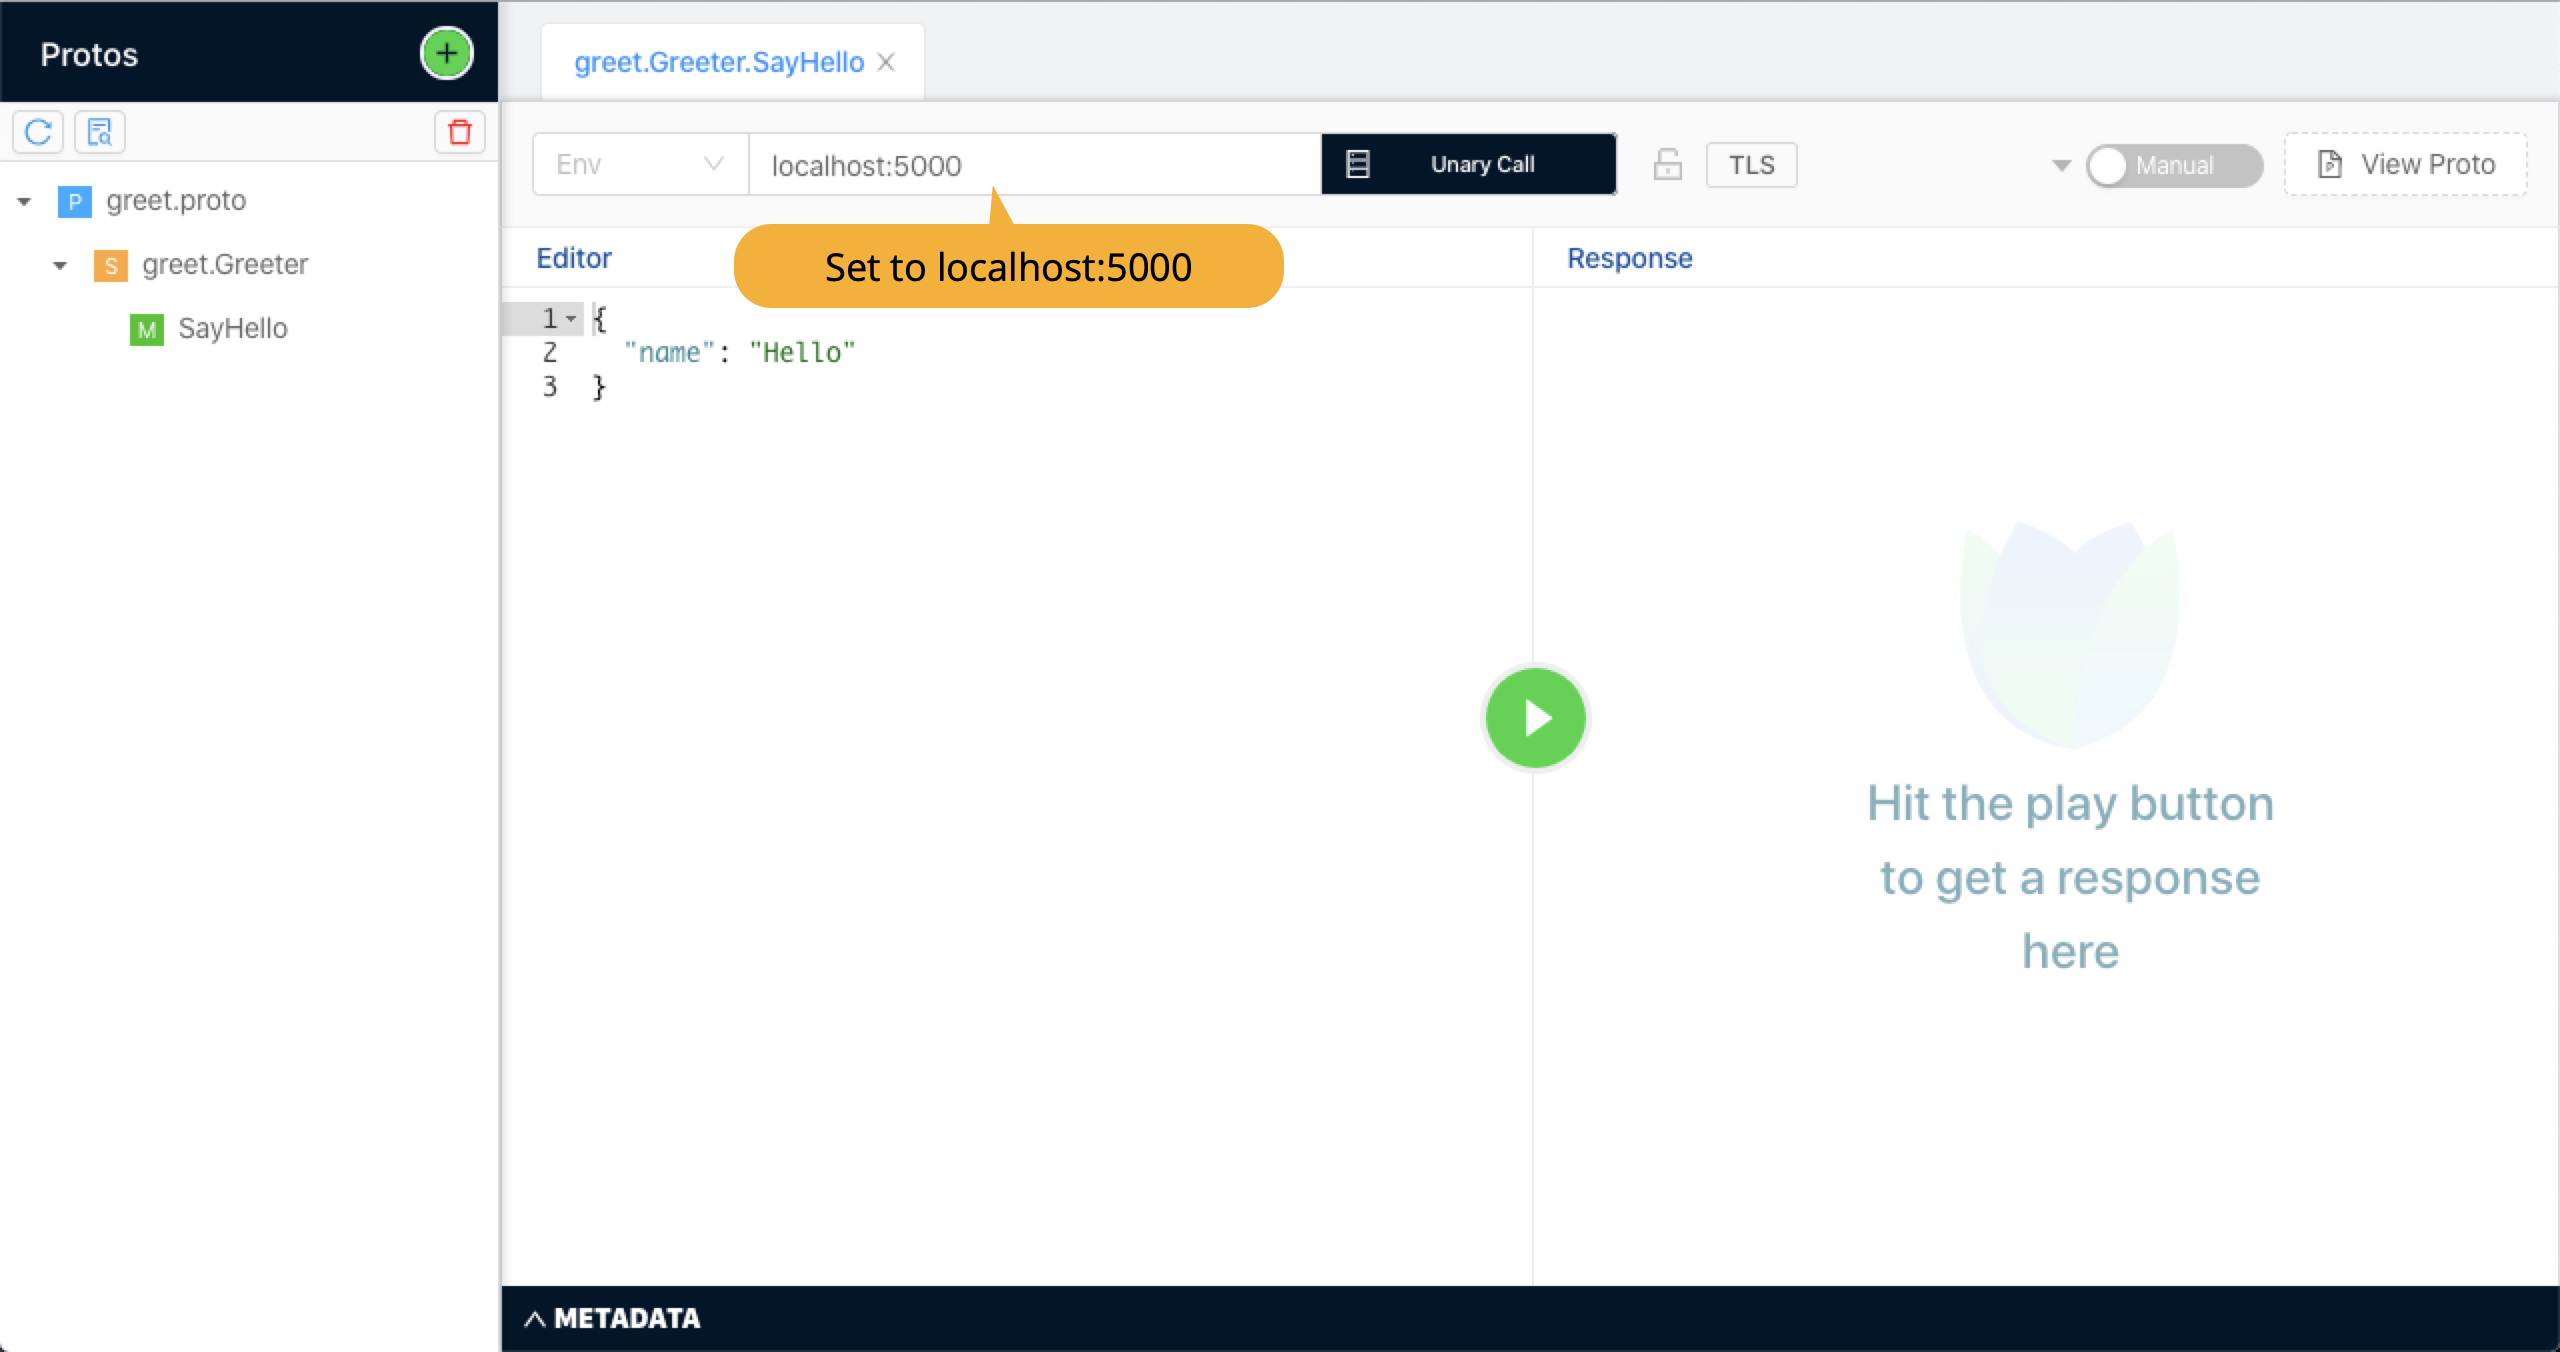 Protos
greet.Greeter.SayHello
Env
localhost:5000
Unary Call
TLS
Manual
View Proto
P greet.proto
S greet.Greeter
M SayHello
Editor
Set to localhost:5000
Response
1 {
2 "name": "Hello"
3 }
Hit the play button
to get a response
here
METADATA